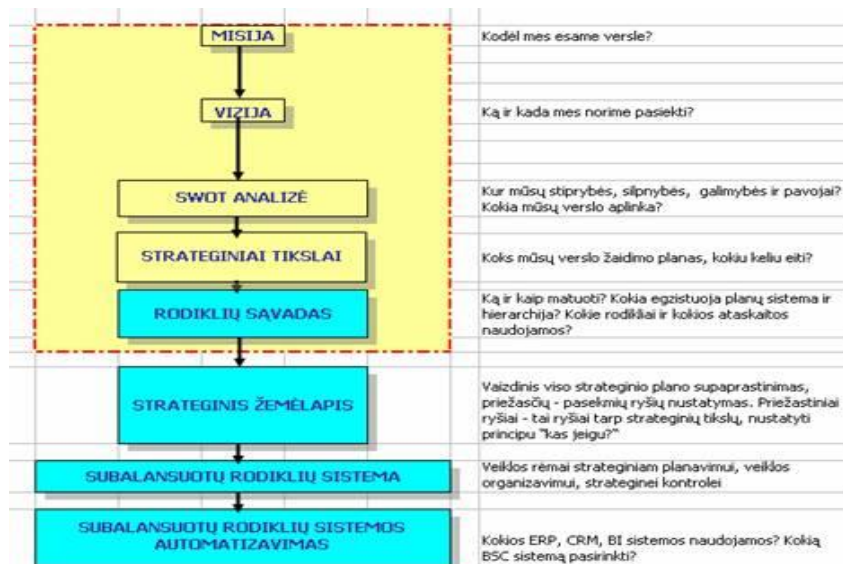 MISIJA
Kodėl mes esame versle?
VIZIJA
Ką ir kada mes norime pasiekti?
SWOT ANALIZĖ
Kur mūsų stiprybės, silpnybės, galimybės ir pavojai?
Kokia mūsų verslo aplinka?
STRATEGINIAI TIKSLAI
Koks mūsų verslo žaidimo planas, kokiu keliu eiti?
RODIKLIŲ SĄVADAS
Ką ir kaip matuoti? Kokia egzistuoja planų sistema ir
hierarchija? Kokie rodikliai ir kokios ataskaitos
naudojamos?
STRATEGINIS ŽEMĖLAPIS
Vaizdinis viso strateginio plano supaprastinimas,
priežasčių - pasekmių ryšių nustatymas. Priežastiniai
ryšiai - tai ryšiai tarp strateginių tikslų, nustatyti
principu "kas jeigu?"
SUBALANSUOTŲ RODIKLIŲ SISTEMA
Veiklos rėmai strateginiam planavimui, veiklos
organizavimui, strateginei kontrolei
SUBALANSUOTŲ RODIKLIŲ SISTEMOS
AUTOMATIZAVIMAS
Kokios ERP, CRM, BI sistemos naudojamos? Kokią
BSC sistemą pasirinkti?